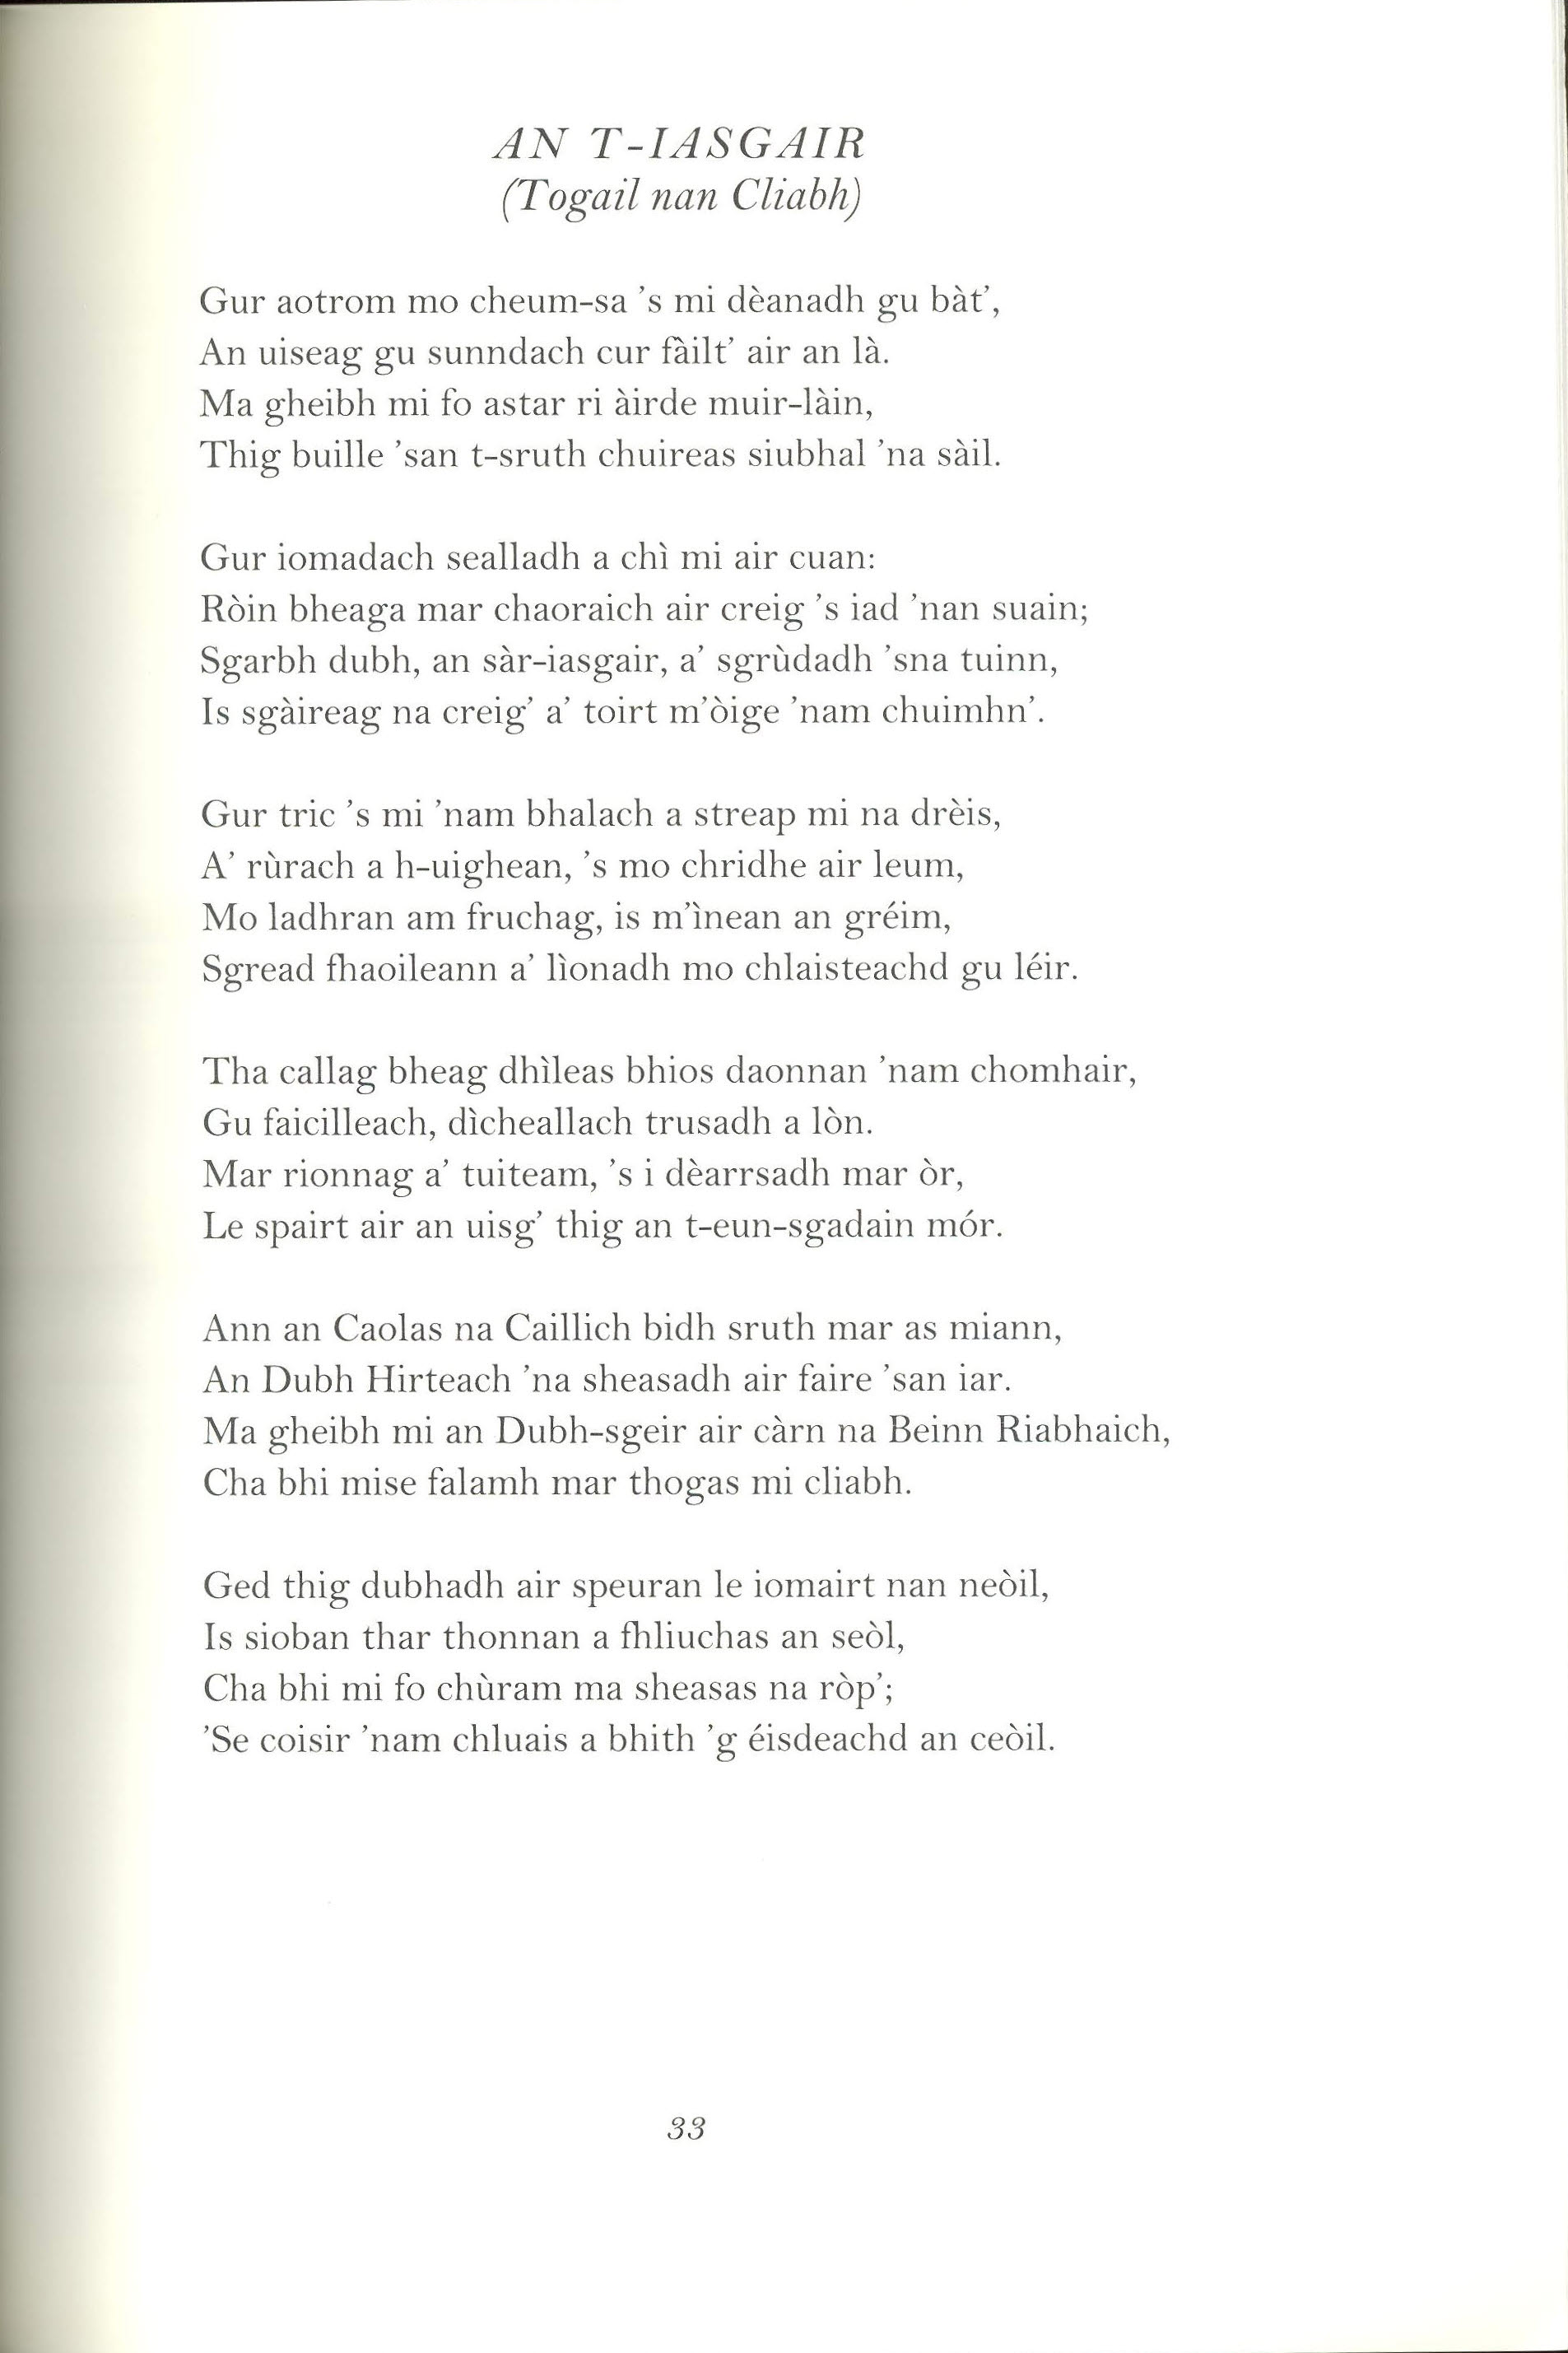 AN T-IASGAIR
(Togail nan Cliabh)
Gur aotrom mo cheum-sa ’s mi dèanadh gu bàt’,
An uiseag gu sunndach cur fàilt’ air an là.
Ma gheibh mi fo astar ri àirde muir-làin,
Thig buille ’san t-sruth chuireas siubhal ’na sàil.
Gur iomadach sealladh a chì mi air cuan:
Ròin bheaga mar chaoraich air creig ’s iad ’nan suain;
Sgarbh dubh, an sàr-iasgair, a’ sgrùdadh ’sna tuinn,
Is sgàireag na creig’ a’ toirt m’òige ’nam chuimhn’.
Gur tric ’s mi ’nam bhalach a streap mi na drèis,
A’ rùrach a h-uighean, ’s mo chridhe air leum,
Mo ladhran am fruchag, is m’ìnean an gréim,
Sgread fhaoileann a’ lìonadh mo chlaisteachd gu léir.
Tha callag bheag dhìleas bhios daonnan ’nam chomhair,
Gu faicilleach, dìcheallach trusadh a lòn.
Mar rionnag a’ tuiteam, ’s i dèarrsadh mar òr,
Le spairt air an uisg’ thig an t-eun-sgadain mór.
Ann an Caolas na Caillich bidh sruth mar as miann,
An Dubh Hirteach ’na sheasadh air faire ’san iar.
Ma gheibh mi an Dubh-sgeir air càrn na Beinn Riabhaich,
Cha bhi mise falamh mar thogas mi cliabh.
Ged thig dubhadh air speuran le iomairt nan neòil,
Is sioban thar thonnan a fhliuchas an seòl,
Cha bhi mi fo chùram ma sheasas na ròp’;
’Se coisir ’nam chluais a bhith ’g éisdeachd an ceòil.
33